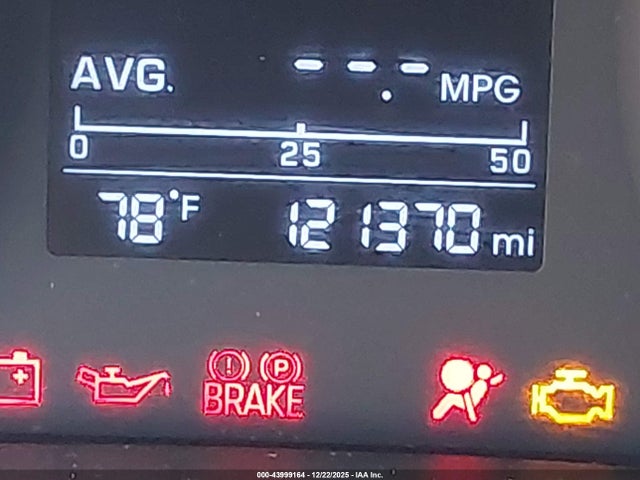 AVG. --.- MPG
0 25 50
78°F 121370 mi
(!) (P)
BRAKE
000-43999164 - 12/22/2025 - IAA Inc.